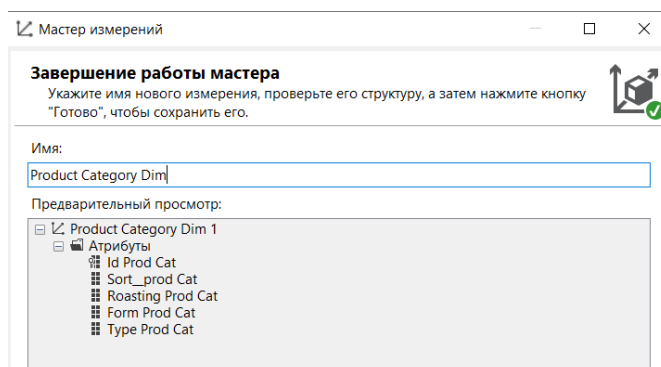 Мастер измерений
Завершение работы мастера
Укажите имя нового измерения, проверьте его структуру, а затем нажмите кнопку
"Готово", чтобы сохранить его.
Имя:
Product Category Dim
Предварительный просмотр:
Product Category Dim 1
Атрибуты
Id Prod Cat
Sort__prod Cat
Roasting Prod Cat
Form Prod Cat
Type Prod Cat